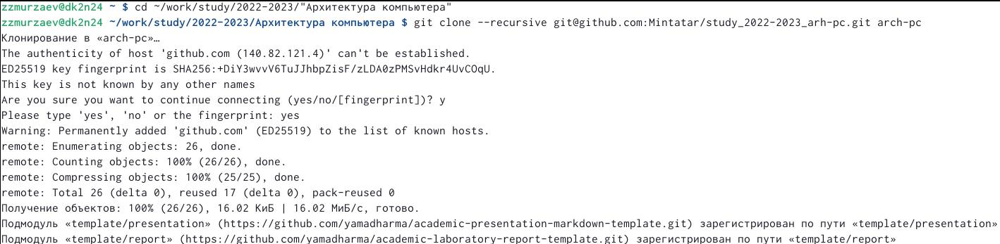 zzmurzaev@dk2n24 ~ $ cd ~/work/study/2022-2023/"Архитектура компьютера"
zzmurzaev@dk2n24 ~/work/study/2022-2023/Архитектура компьютера $ git clone --recursive git@github.com:Mintatar/study_2022-2023_arh-pc.git arch-pc
Клонирование в «arch-pc»…
The authenticity of host 'github.com (140.82.121.4)' can't be established.
ED25519 key fingerprint is SHA256:+DiY3wvvV6TuJJhbpZisF/zLDA0zPMSvHdkr4UvCOqU.
This key is not known by any other names
Are you sure you want to continue connecting (yes/no/[fingerprint])? y
Please type 'yes', 'no' or the fingerprint: yes
Warning: Permanently added 'github.com' (ED25519) to the list of known hosts.
remote: Enumerating objects: 26, done.
remote: Counting objects: 100% (26/26), done.
remote: Compressing objects: 100% (25/25), done.
remote: Total 26 (delta 0), reused 17 (delta 0), pack-reused 0
Получение объектов: 100% (26/26), 16.02 КиБ | 16.02 МиБ/с, готово.
Подмодуль «template/presentation» (https://github.com/yamadharma/academic-presentation-markdown-template.git) зарегистрирован по пути «template/presentation»
Подмодуль «template/report» (https://github.com/yamadharma/academic-laboratory-report-template.git) зарегистрирован по пути «template/report»